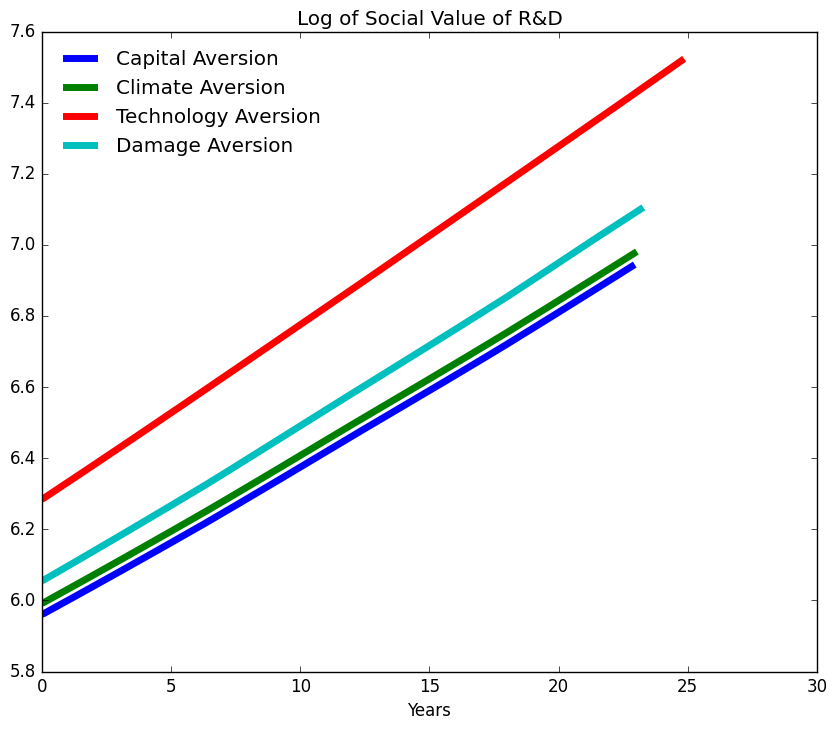 Log of Social Value of R&D
7.6
7.4
7.2
7.0
6.8
6.6
6.4
6.2
6.0
5.8
Capital Aversion
Climate Aversion
Technology Aversion
Damage Aversion
0 5 10 15 20 25 30
Years